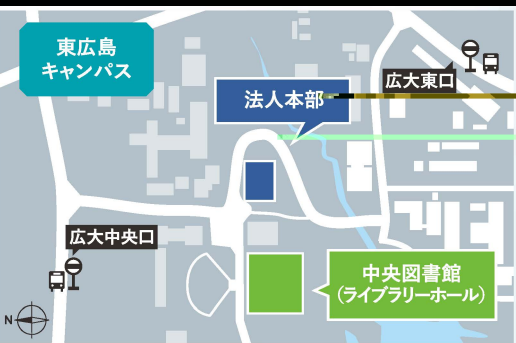 東広島
キャンパス
広大東口
法人本部
広大中央口
中央図書館
(ライブラリーホール)
N